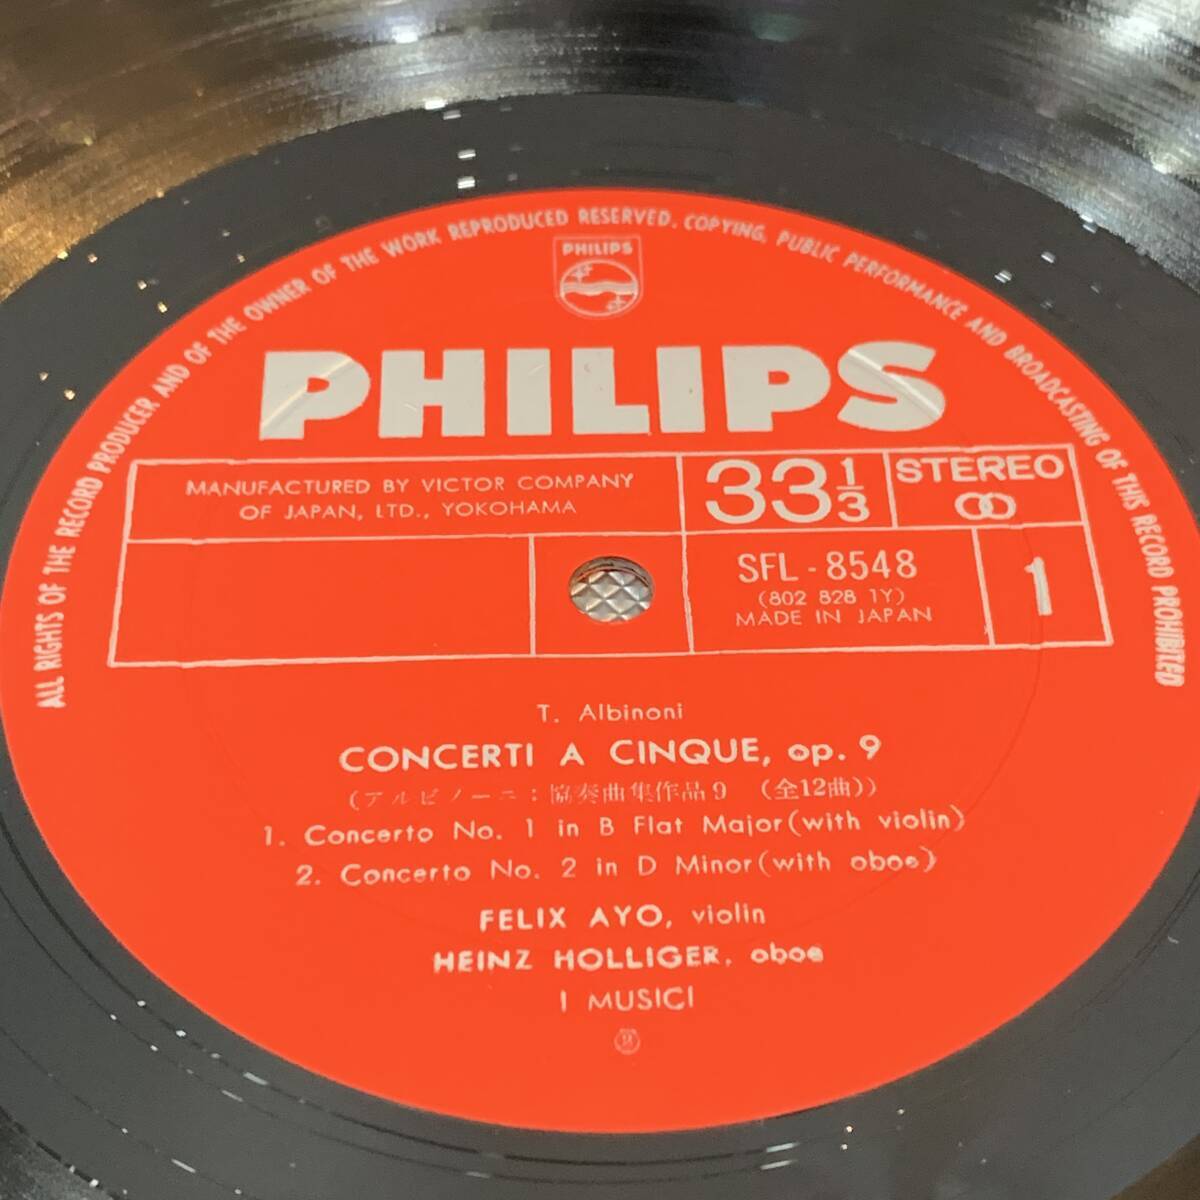 ALL RIGHTS OF THE RECORD PRODUCER AND OF THE OWNER OF THE WORK REPRODUCED RESERVED. COPYING, PUBLIC PERFORMANCE AND BROADCASTING OF THIS RECORD PROHIBITED
PHILIPS
PHILIPS
MANUFACTURED BY VICTOR COMPANY
OF JAPAN, LTD., YOKOHAMA
33 1/3
STEREO
SFL-8548
(802 828 1Y)
MADE IN JAPAN
1
T. Albinoni
CONCERTI A CINQUE, op. 9
(アルビノーニ:協奏曲集作品9 (全12曲))
1. Concerto No. 1 in B Flat Major(with violin)
2. Concerto No. 2 in D Minor(with oboe)
FELIX AYO, violin
HEINZ HOLLIGER, oboe
I MUSICI